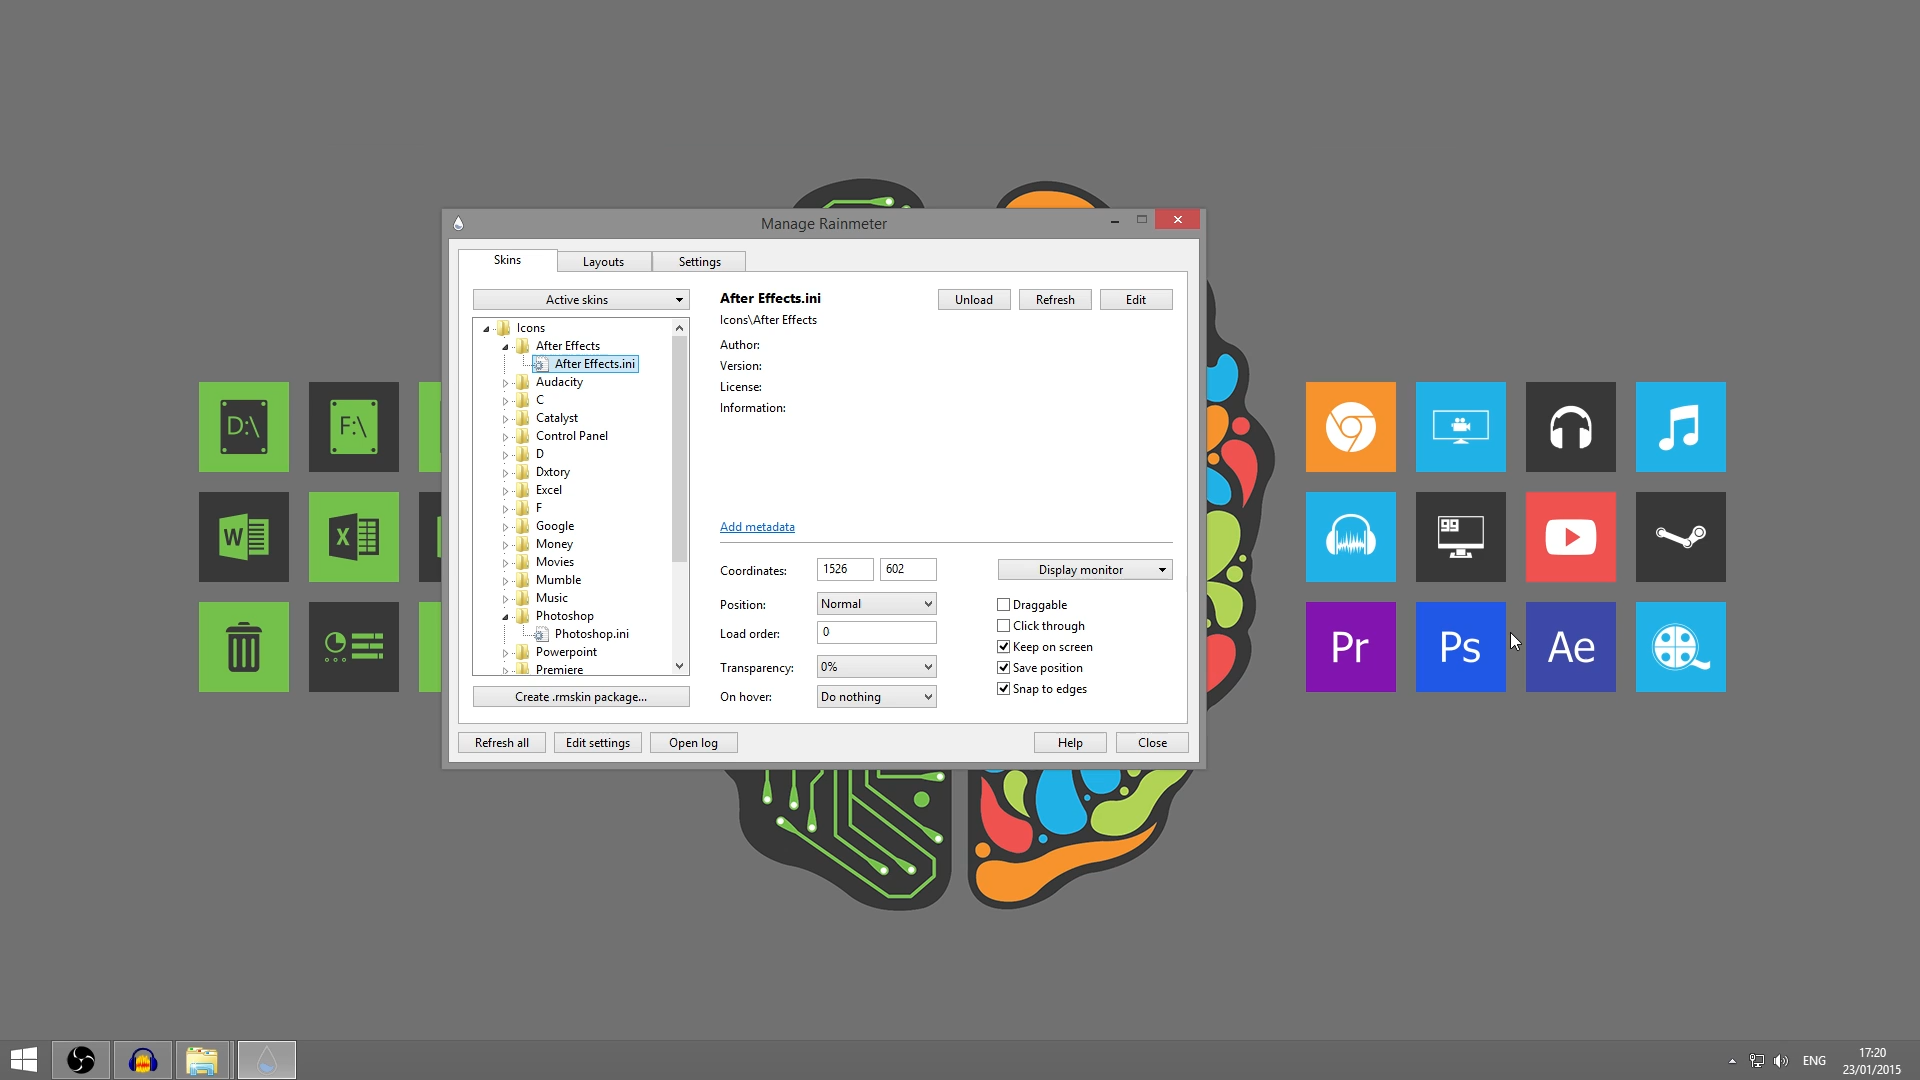 Manage Rainmeter
Skins
Layouts
Settings
Active skins
Icons
After Effects
After Effects.ini
Audacity
C
Catalyst
Control Panel
D
Dxtory
Excel
F
Google
Money
Movies
Mumble
Music
Photoshop
Photoshop.ini
Powerpoint
Premiere
Create .rmskin package...
After Effects.ini
Unload
Refresh
Edit
Icons\After Effects
Author:
Version:
License:
Information:
Add metadata
Coordinates: 1526 602
Display monitor
Position: Normal
Load order: 0
Transparency: 0%
On hover: Do nothing
Draggable
Click through
Keep on screen
Save position
Snap to edges
Refresh all
Edit settings
Open log
Help
Close
D:\
F:\
W
X
99
Pr
Ps
Ae
ENG
17:20
23/01/2015